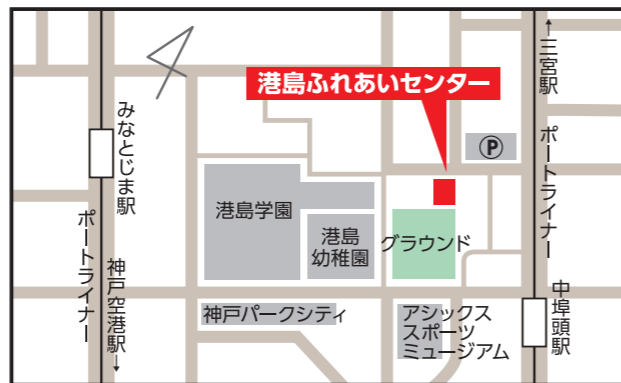 港島ふれあいセンター
↑三宮駅
ポートライナー
みなとじま駅
Ⓟ
港島学園
港島
幼稚園
グラウンド
ポートライナー
神戸空港駅↓
神戸パークシティ
アシックス
スポーツ
ミュージアム
中埠頭駅